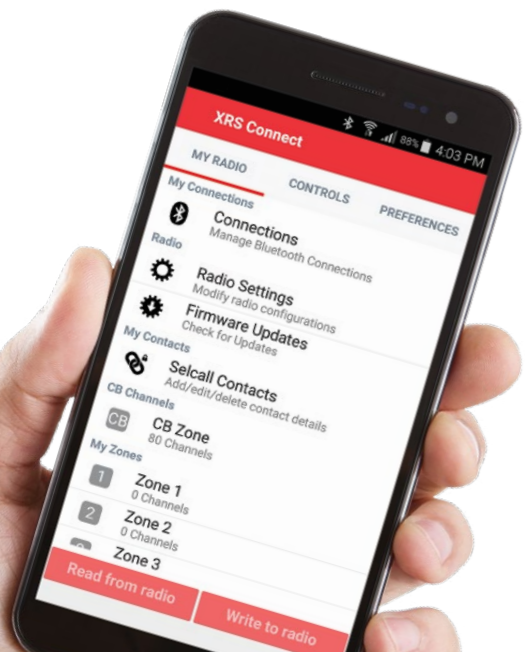 88% 4:03 PM
XRS Connect
MY RADIO CONTROLS PREFERENCES
My Connections
Connections
Manage Bluetooth Connections
Radio
Radio Settings
Modify radio configurations
Firmware Updates
Check for Updates
My Contacts
Selcall Contacts
Add/edit/delete contact details
CB Channels
CB CB Zone
80 Channels
My Zones
1 Zone 1
0 Channels
2 Zone 2
0 Channels
Zone 3
Read from radio Write to radio